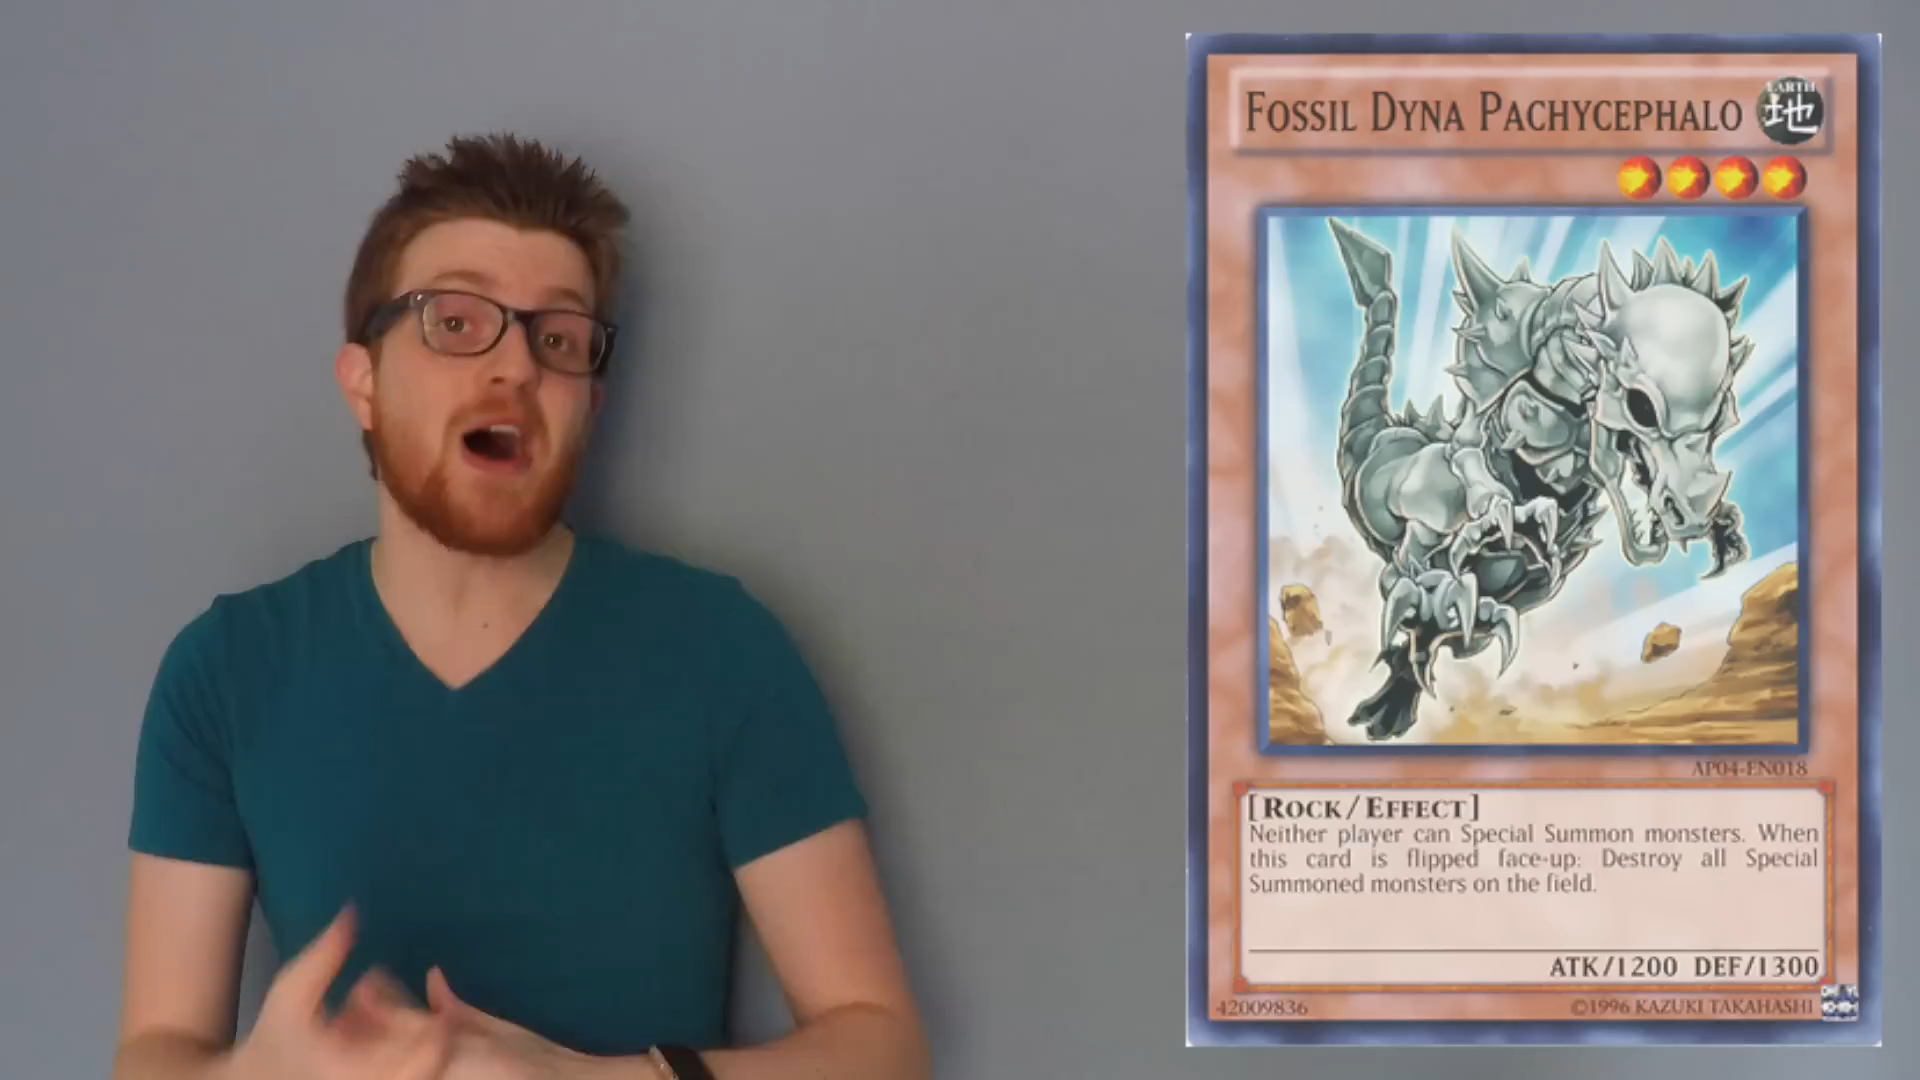 FOSSIL DYNA PACHYCEPHALO
EARTH
地
AP04-EN018
[ROCK/EFFECT]
Neither player can Special Summon monsters. When
this card is flipped face-up: Destroy all Special
Summoned monsters on the field.
ATK/1200 DEF/1300
42009836
©1996 KAZUKI TAKAHASHI